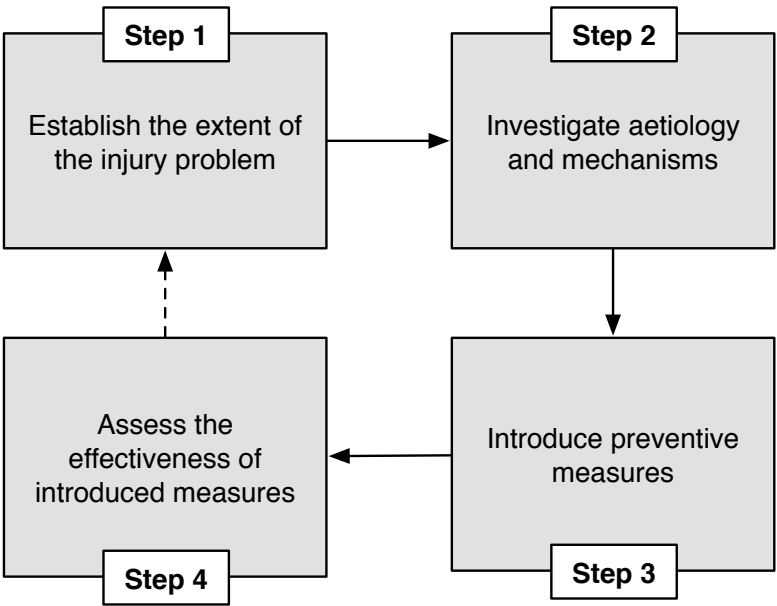 Step 1
Establish the extent of
the injury problem
Step 2
Investigate aetiology
and mechanisms
Introduce preventive
measures
Step 3
Assess the
effectiveness of
introduced measures
Step 4